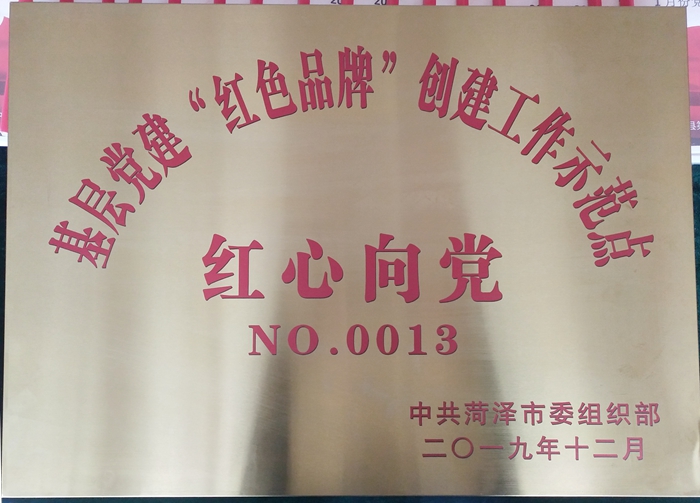 基层党建“红色品牌”创建工作示范点
红心向党
NO.0013
中共菏泽市委组织部
二〇一九年十二月